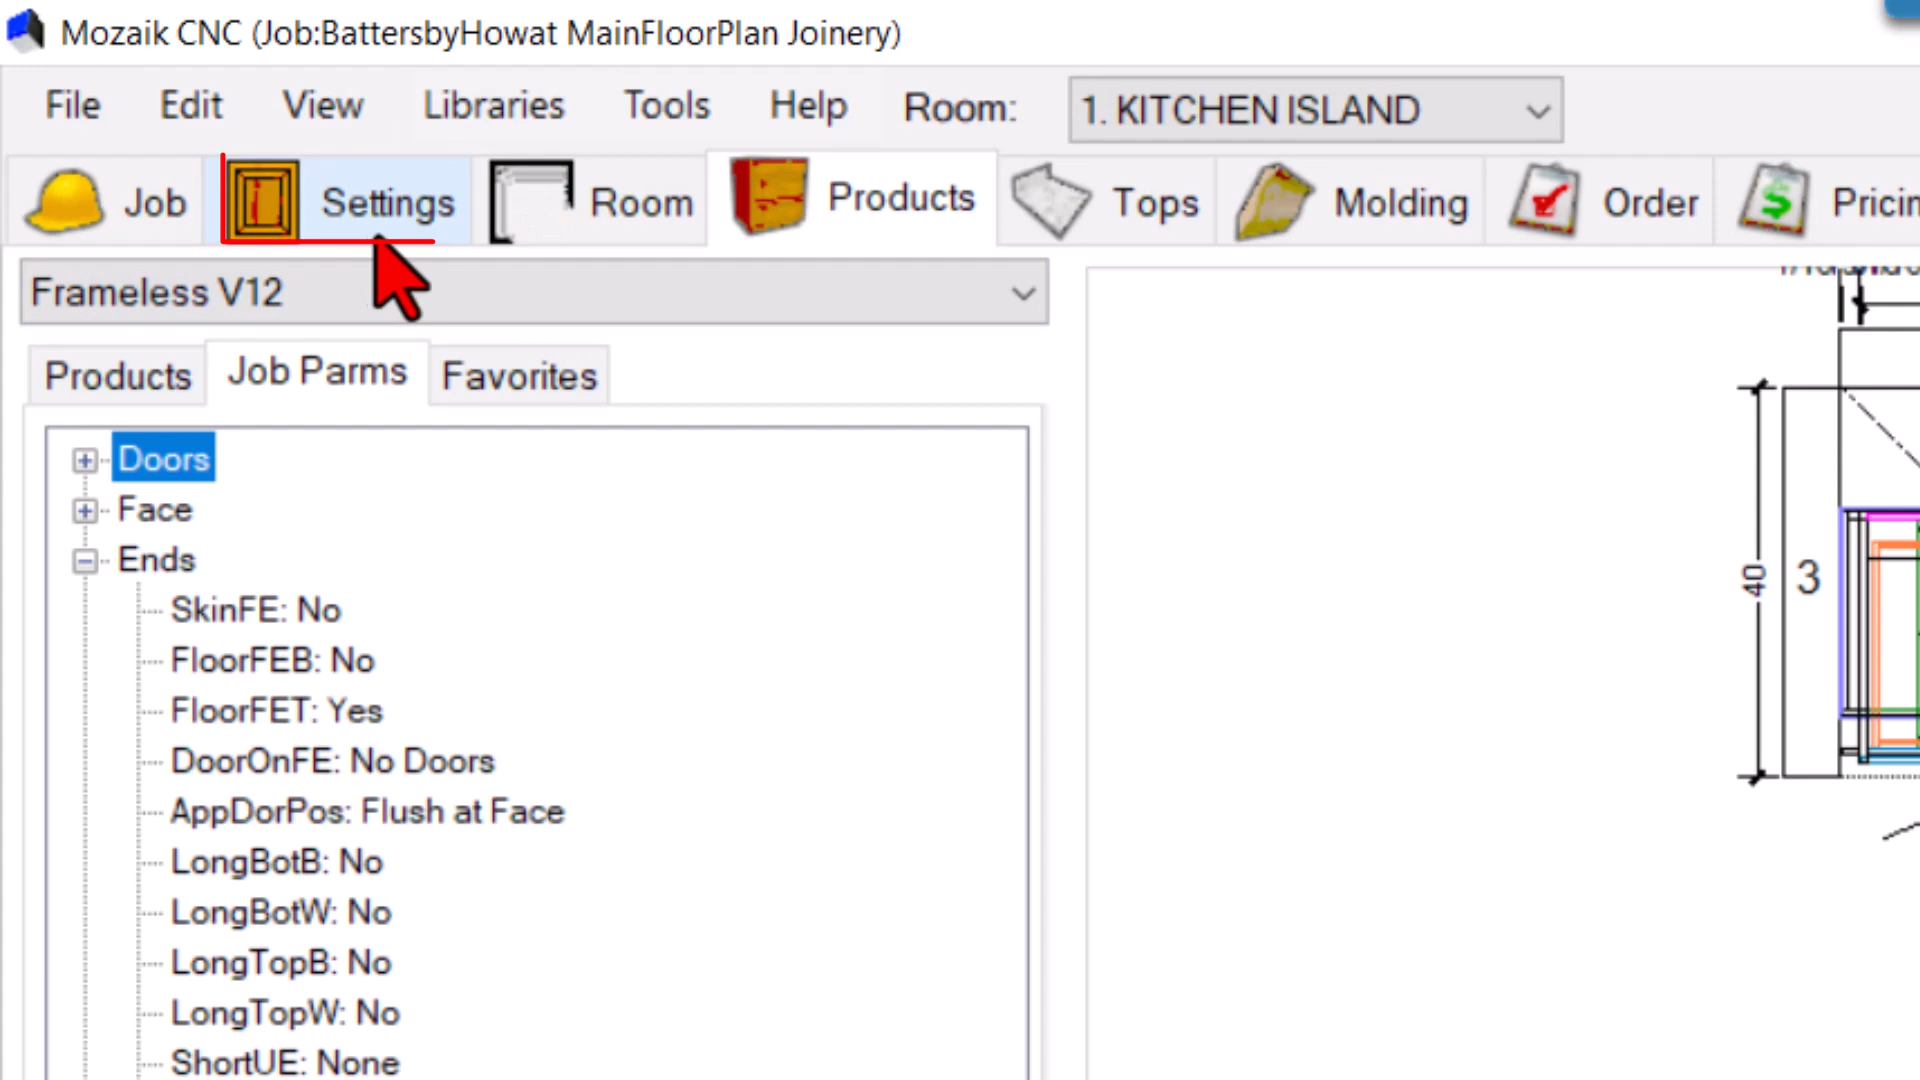 Mozaik CNC (Job:BattersbyHowat MainFloorPlan Joinery)
File Edit View Libraries Tools Help Room: 1. KITCHEN ISLAND
Job Settings Room Products Tops Molding Order
Frameless V12
Products Job Parms Favorites
Doors
Face
Ends
SkinFE: No
FloorFEB: No
FloorFET: Yes
DoorOnFE: No Doors
AppDorPos: Flush at Face
LongBotB: No
LongBotW: No
LongTopB: No
LongTopW: No
ShortUE: None
40
3